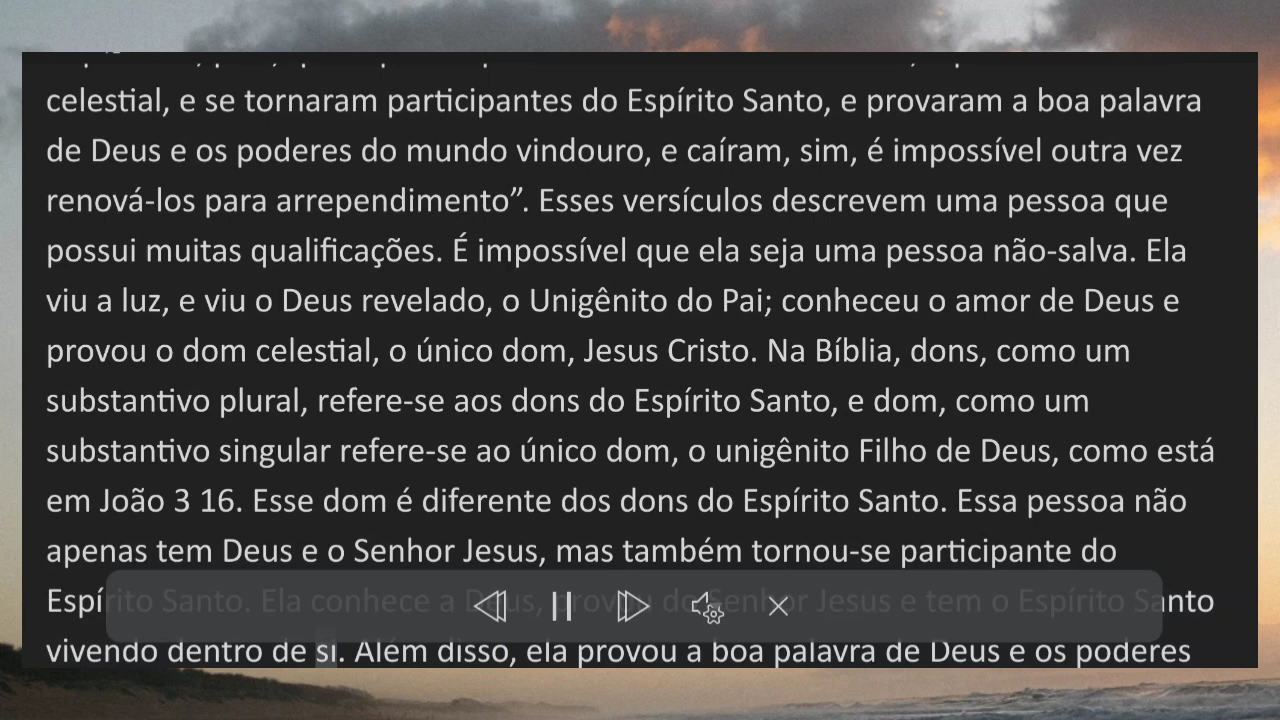 celestial, e se tornaram participantes do Espírito Santo, e provaram a boa palavra
de Deus e os poderes do mundo vindouro, e caíram, sim, é impossível outra vez
renová-los para arrependimento”. Esses versículos descrevem uma pessoa que
possui muitas qualificações. É impossível que ela seja uma pessoa não-salva. Ela
viu a luz, e viu o Deus revelado, o Unigênito do Pai; conheceu o amor de Deus e
provou o dom celestial, o único dom, Jesus Cristo. Na Bíblia, dons, como um
substantivo plural, refere-se aos dons do Espírito Santo, e dom, como um
substantivo singular refere-se ao único dom, o unigênito Filho de Deus, como está
em João 3 16. Esse dom é diferente dos dons do Espírito Santo. Essa pessoa não
apenas tem Deus e o Senhor Jesus, mas também tornou-se participante do
Espírito Santo. Ela conhece a Deus, provou do Senhor Jesus e tem o Espírito Santo
vivendo dentro de si. Além disso, ela provou a boa palavra de Deus e os poderes